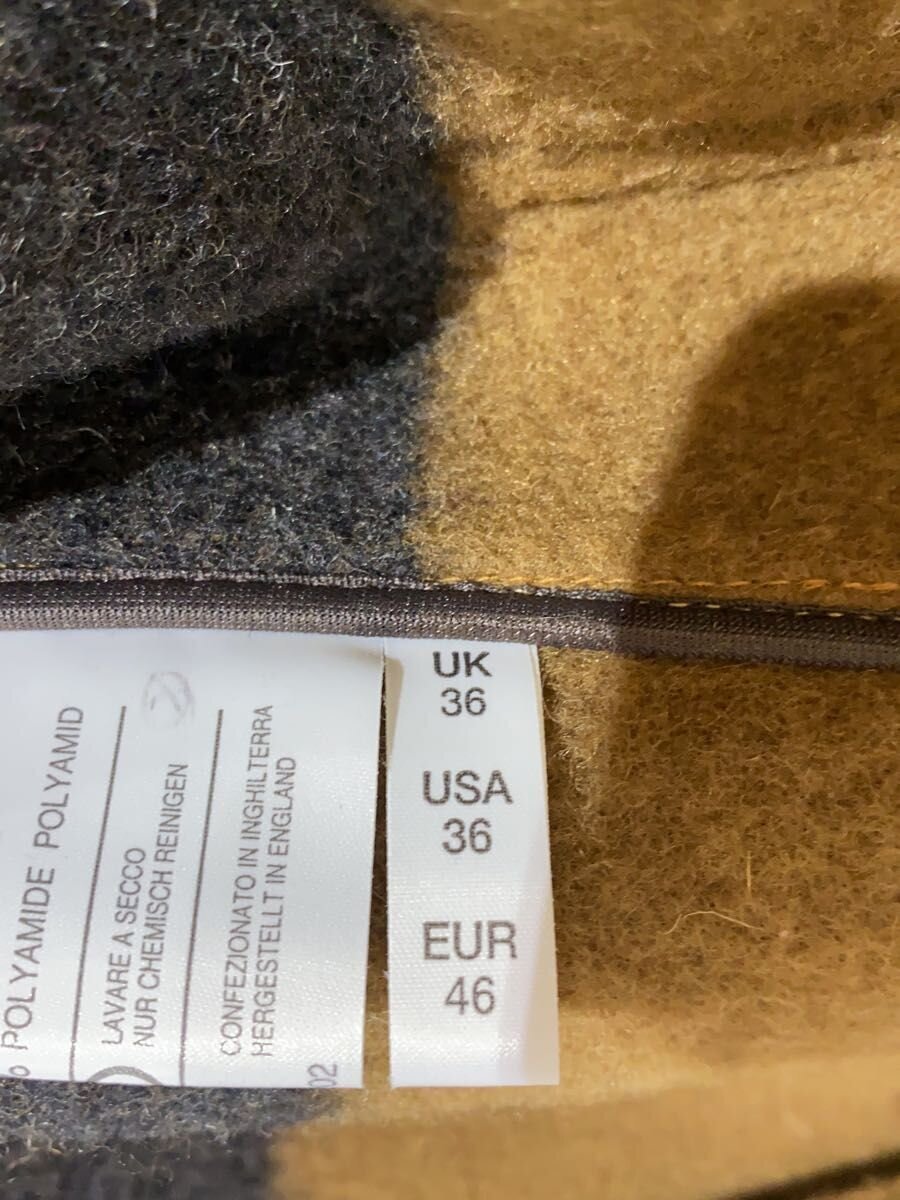 POLYAMIDE POLYAMID
LAVARE A SECCO
NUR CHEMISCH REINIGEN
CONFEZIONATO IN INGHILTERRA
HERGESTELLT IN ENGLAND
02
UK
36
USA
36
EUR
46